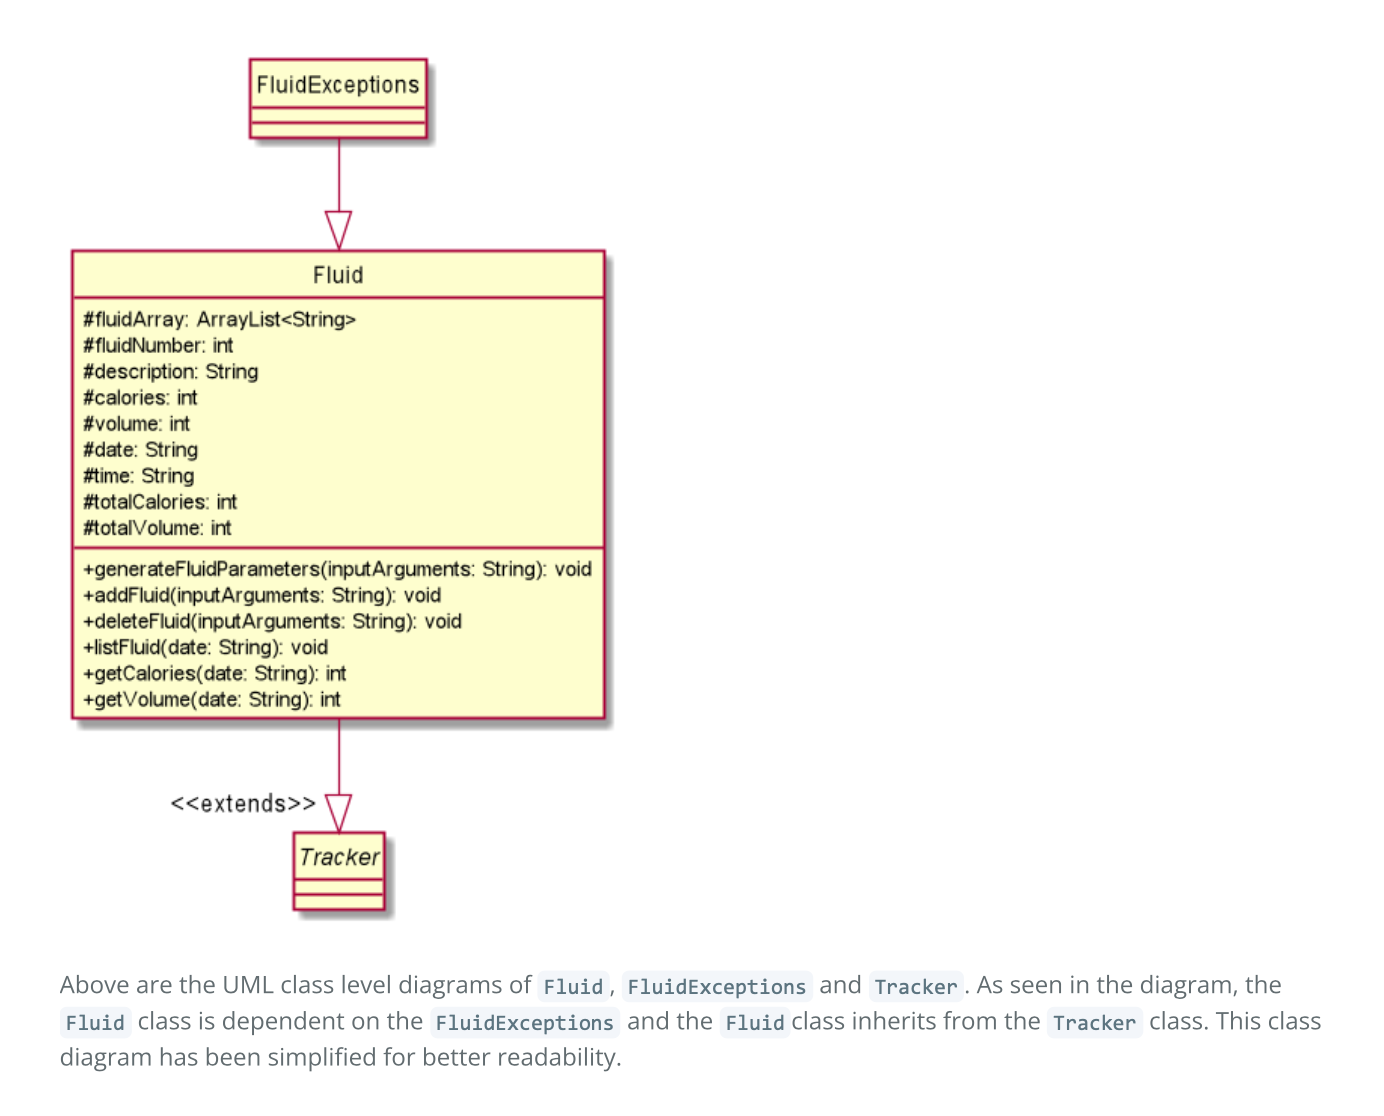 FluidExceptions
Fluid
#fluidArray: ArrayList<String>
#fluidNumber: int
#description: String
#calories: int
#volume: int
#date: String
#time: String
#totalCalories: int
#totalVolume: int
+generateFluidParameters(inputArguments: String): void
+addFluid(inputArguments: String): void
+deleteFluid(inputArguments: String): void
+listFluid(date: String): void
+getCalories(date: String): int
+getVolume(date: String): int
<<extends>>
Tracker
Above are the UML class level diagrams of Fluid, FluidExceptions and Tracker. As seen in the diagram, the
Fluid class is dependent on the FluidExceptions and the Fluid class inherits from the Tracker class. This class
diagram has been simplified for better readability.